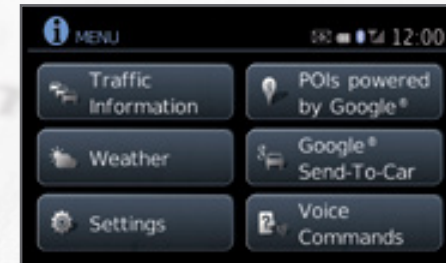 MENU
12:00
Traffic
Information
POIs powered
by Google®
Weather
Google®
Send-To-Car
Settings
Voice
Commands